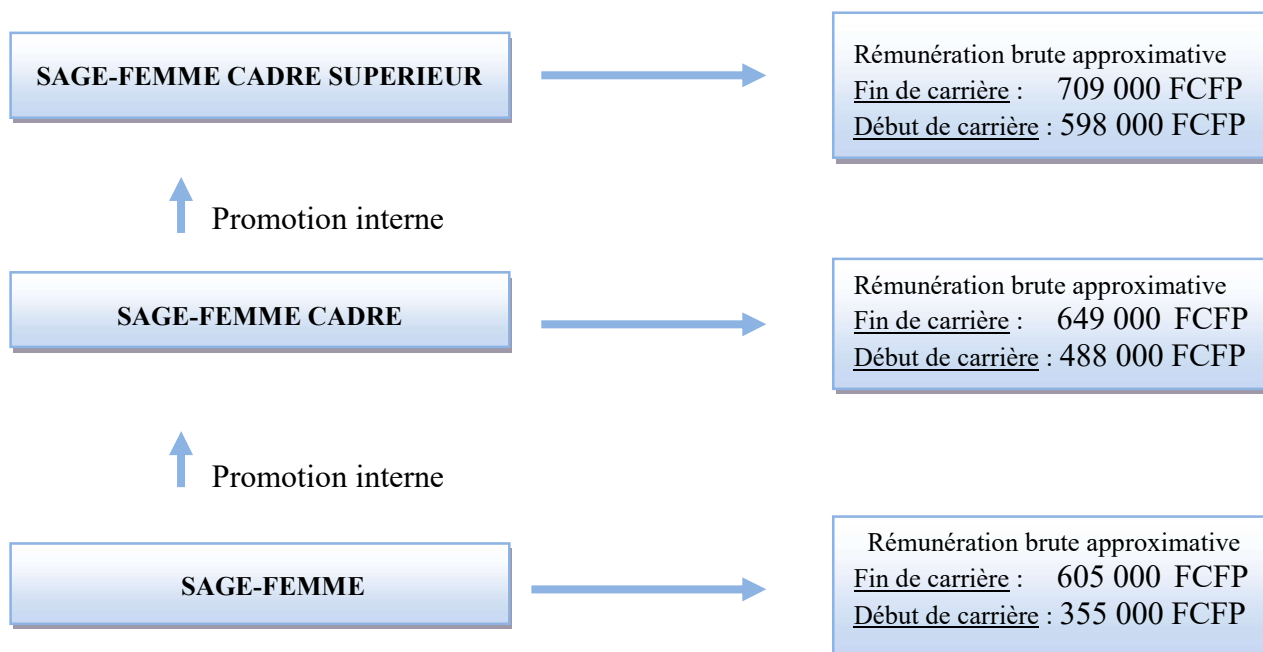 SAGE-FEMME CADRE SUPERIEUR
Rémunération brute approximative
Fin de carrière : 709 000 FCFP
Début de carrière : 598 000 FCFP
Promotion interne
SAGE-FEMME CADRE
Rémunération brute approximative
Fin de carrière : 649 000 FCFP
Début de carrière : 488 000 FCFP
Promotion interne
SAGE-FEMME
Rémunération brute approximative
Fin de carrière : 605 000 FCFP
Début de carrière : 355 000 FCFP